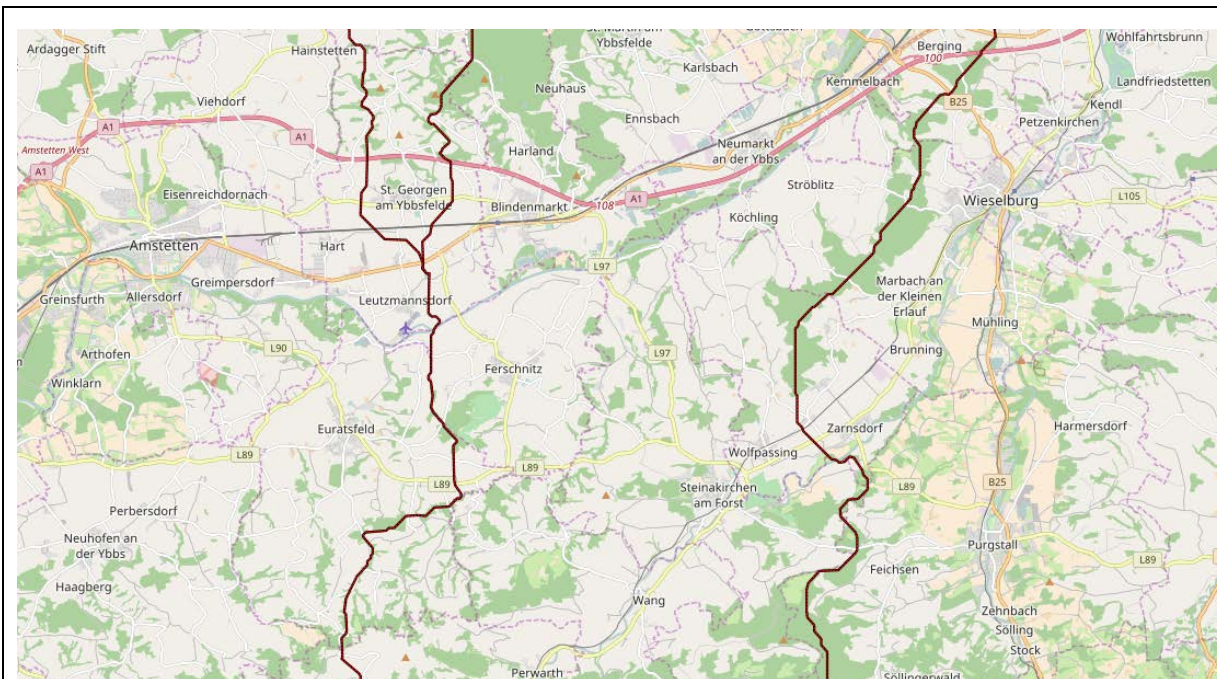 St. Martin am
Ybbsfelde
Ardagger Stift
Hainstetten
Berging
Wohlfahrtsbrunn
100
Karlsbach
Kemmelbach
Landfriedstetten
Neuhaus
Viehdorf
B25
Kendl
Ennsbach
Petzenkirchen
A1
A1
Amstetten West
Harland
Neumarkt
an der Ybbs
A1
Eisenreichdornach
St. Georgen
am Ybbsfelde
Ströblitz
L105
A1
Blindenmarkt
108
Wieselburg
Köchling
Amstetten
Hart
L97
Greimpersdorf
Marbach an
der Kleinen
Erlauf
Greinsfurth
Allersdorf
Leutzmannsdorf
Mühling
L90
Arthofen
L97
Brunning
Ferschnitz
Winklarn
Euratsfeld
Zarnsdorf
Harmersdorf
L89
Wolfpassing
L89
L89
B25
Steinakirchen
am Forst
L89
Perbersdorf
Neuhofen an
der Ybbs
Purgstall
L89
Feichsen
Haagberg
Wang
Zehnbach
Sölling
Stock
Perwarth
Söllingerwald